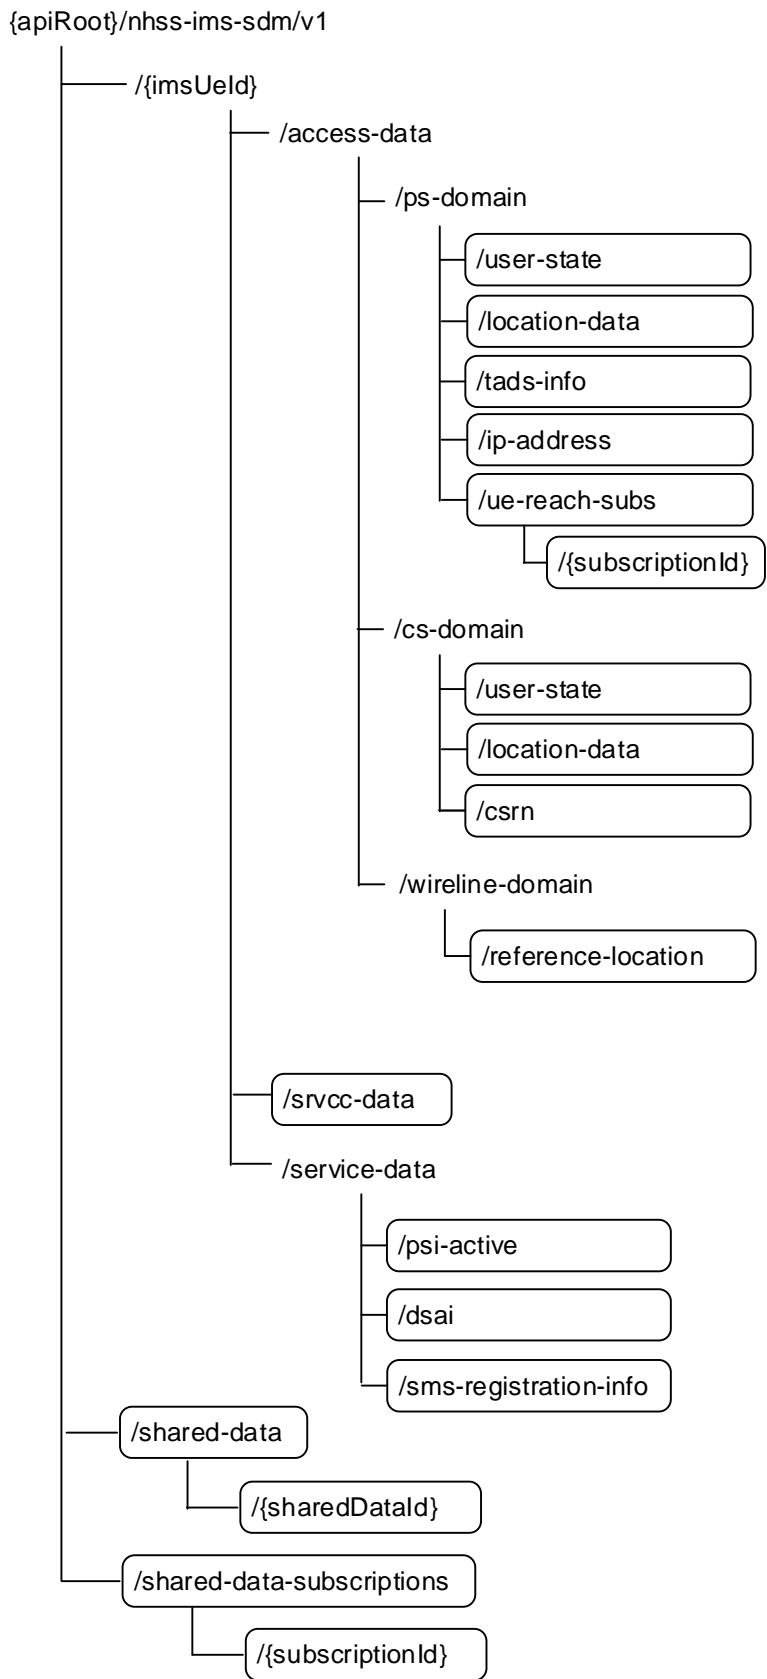 {apiRoot}/nhss-ims-sdm/v1
/{imsUeId}
/access-data
/ps-domain
/user-state
/location-data
/tads-info
/ip-address
/ue-reach-subs
/{subscriptionId}
/cs-domain
/user-state
/location-data
/csrn
/wireline-domain
/reference-location
/srvcc-data
/service-data
/psi-active
/dsai
/sms-registration-info
/shared-data
/{sharedDataId}
/shared-data-subscriptions
/{subscriptionId}